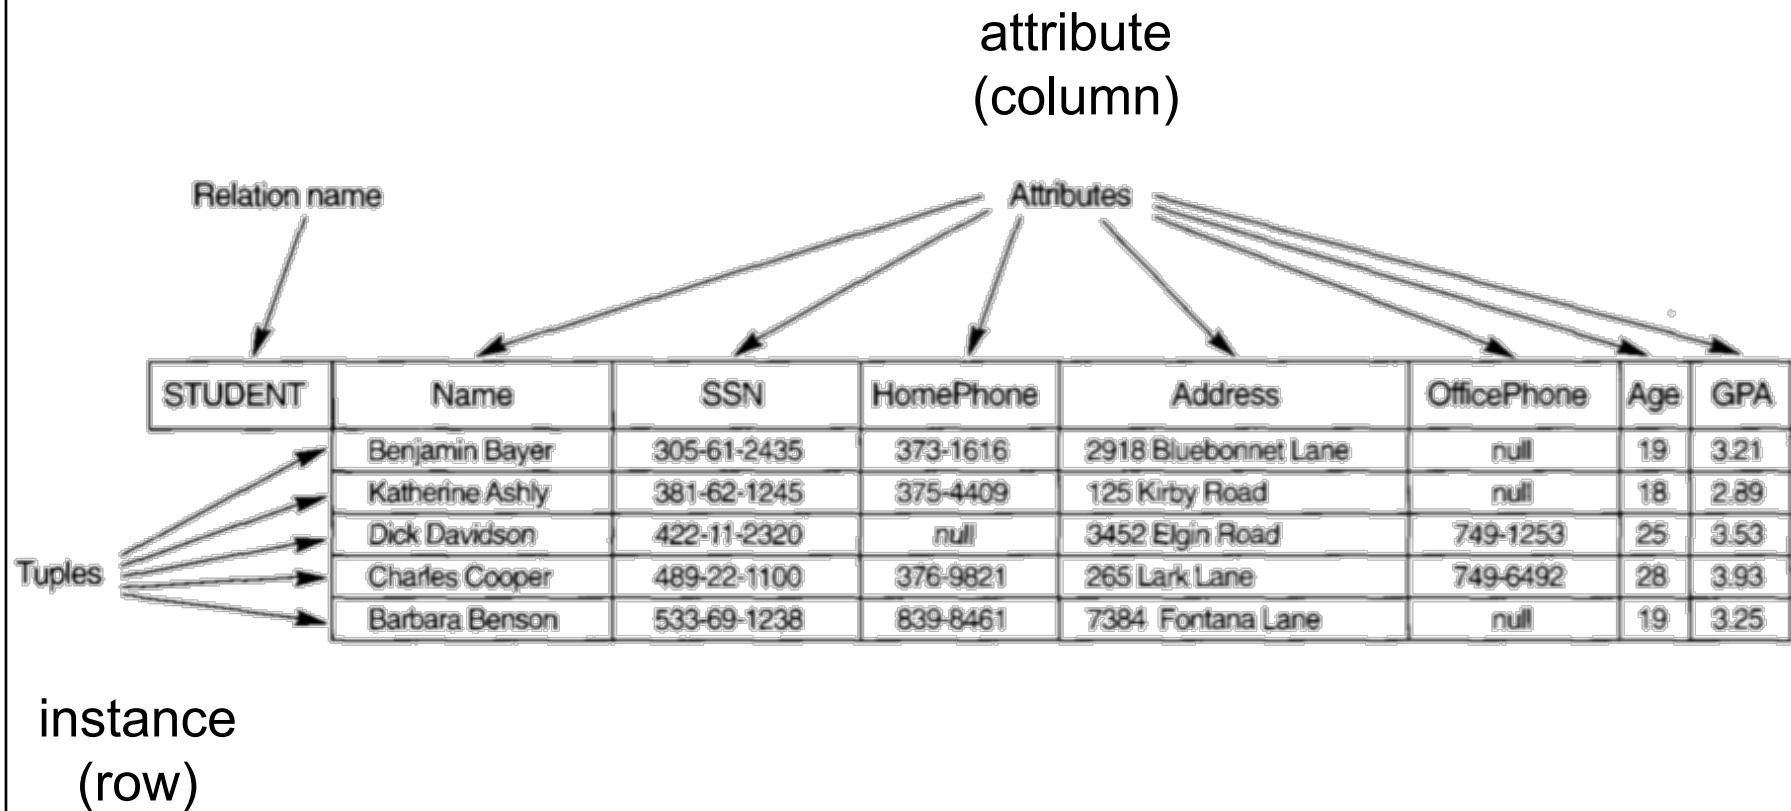 attribute
(column)
Relation name Attributes
STUDENT Name SSN HomePhone Address OfficePhone Age GPA
Benjamin Bayer 305-61-2435 373-1616 2918 Bluebonnet Lane null 19 3.21
Katherine Ashly 381-62-1245 375-4409 125 Kirby Road null 18 2.89
Dick Davidson 422-11-2320 null 3452 Elgin Road 749-1253 25 3.53
Tuples Charles Cooper 489-22-1100 376-9821 265 Lark Lane 749-6492 28 3.93
Barbara Benson 533-69-1238 839-8461 7384 Fontana Lane null 19 3.25
instance
(row)